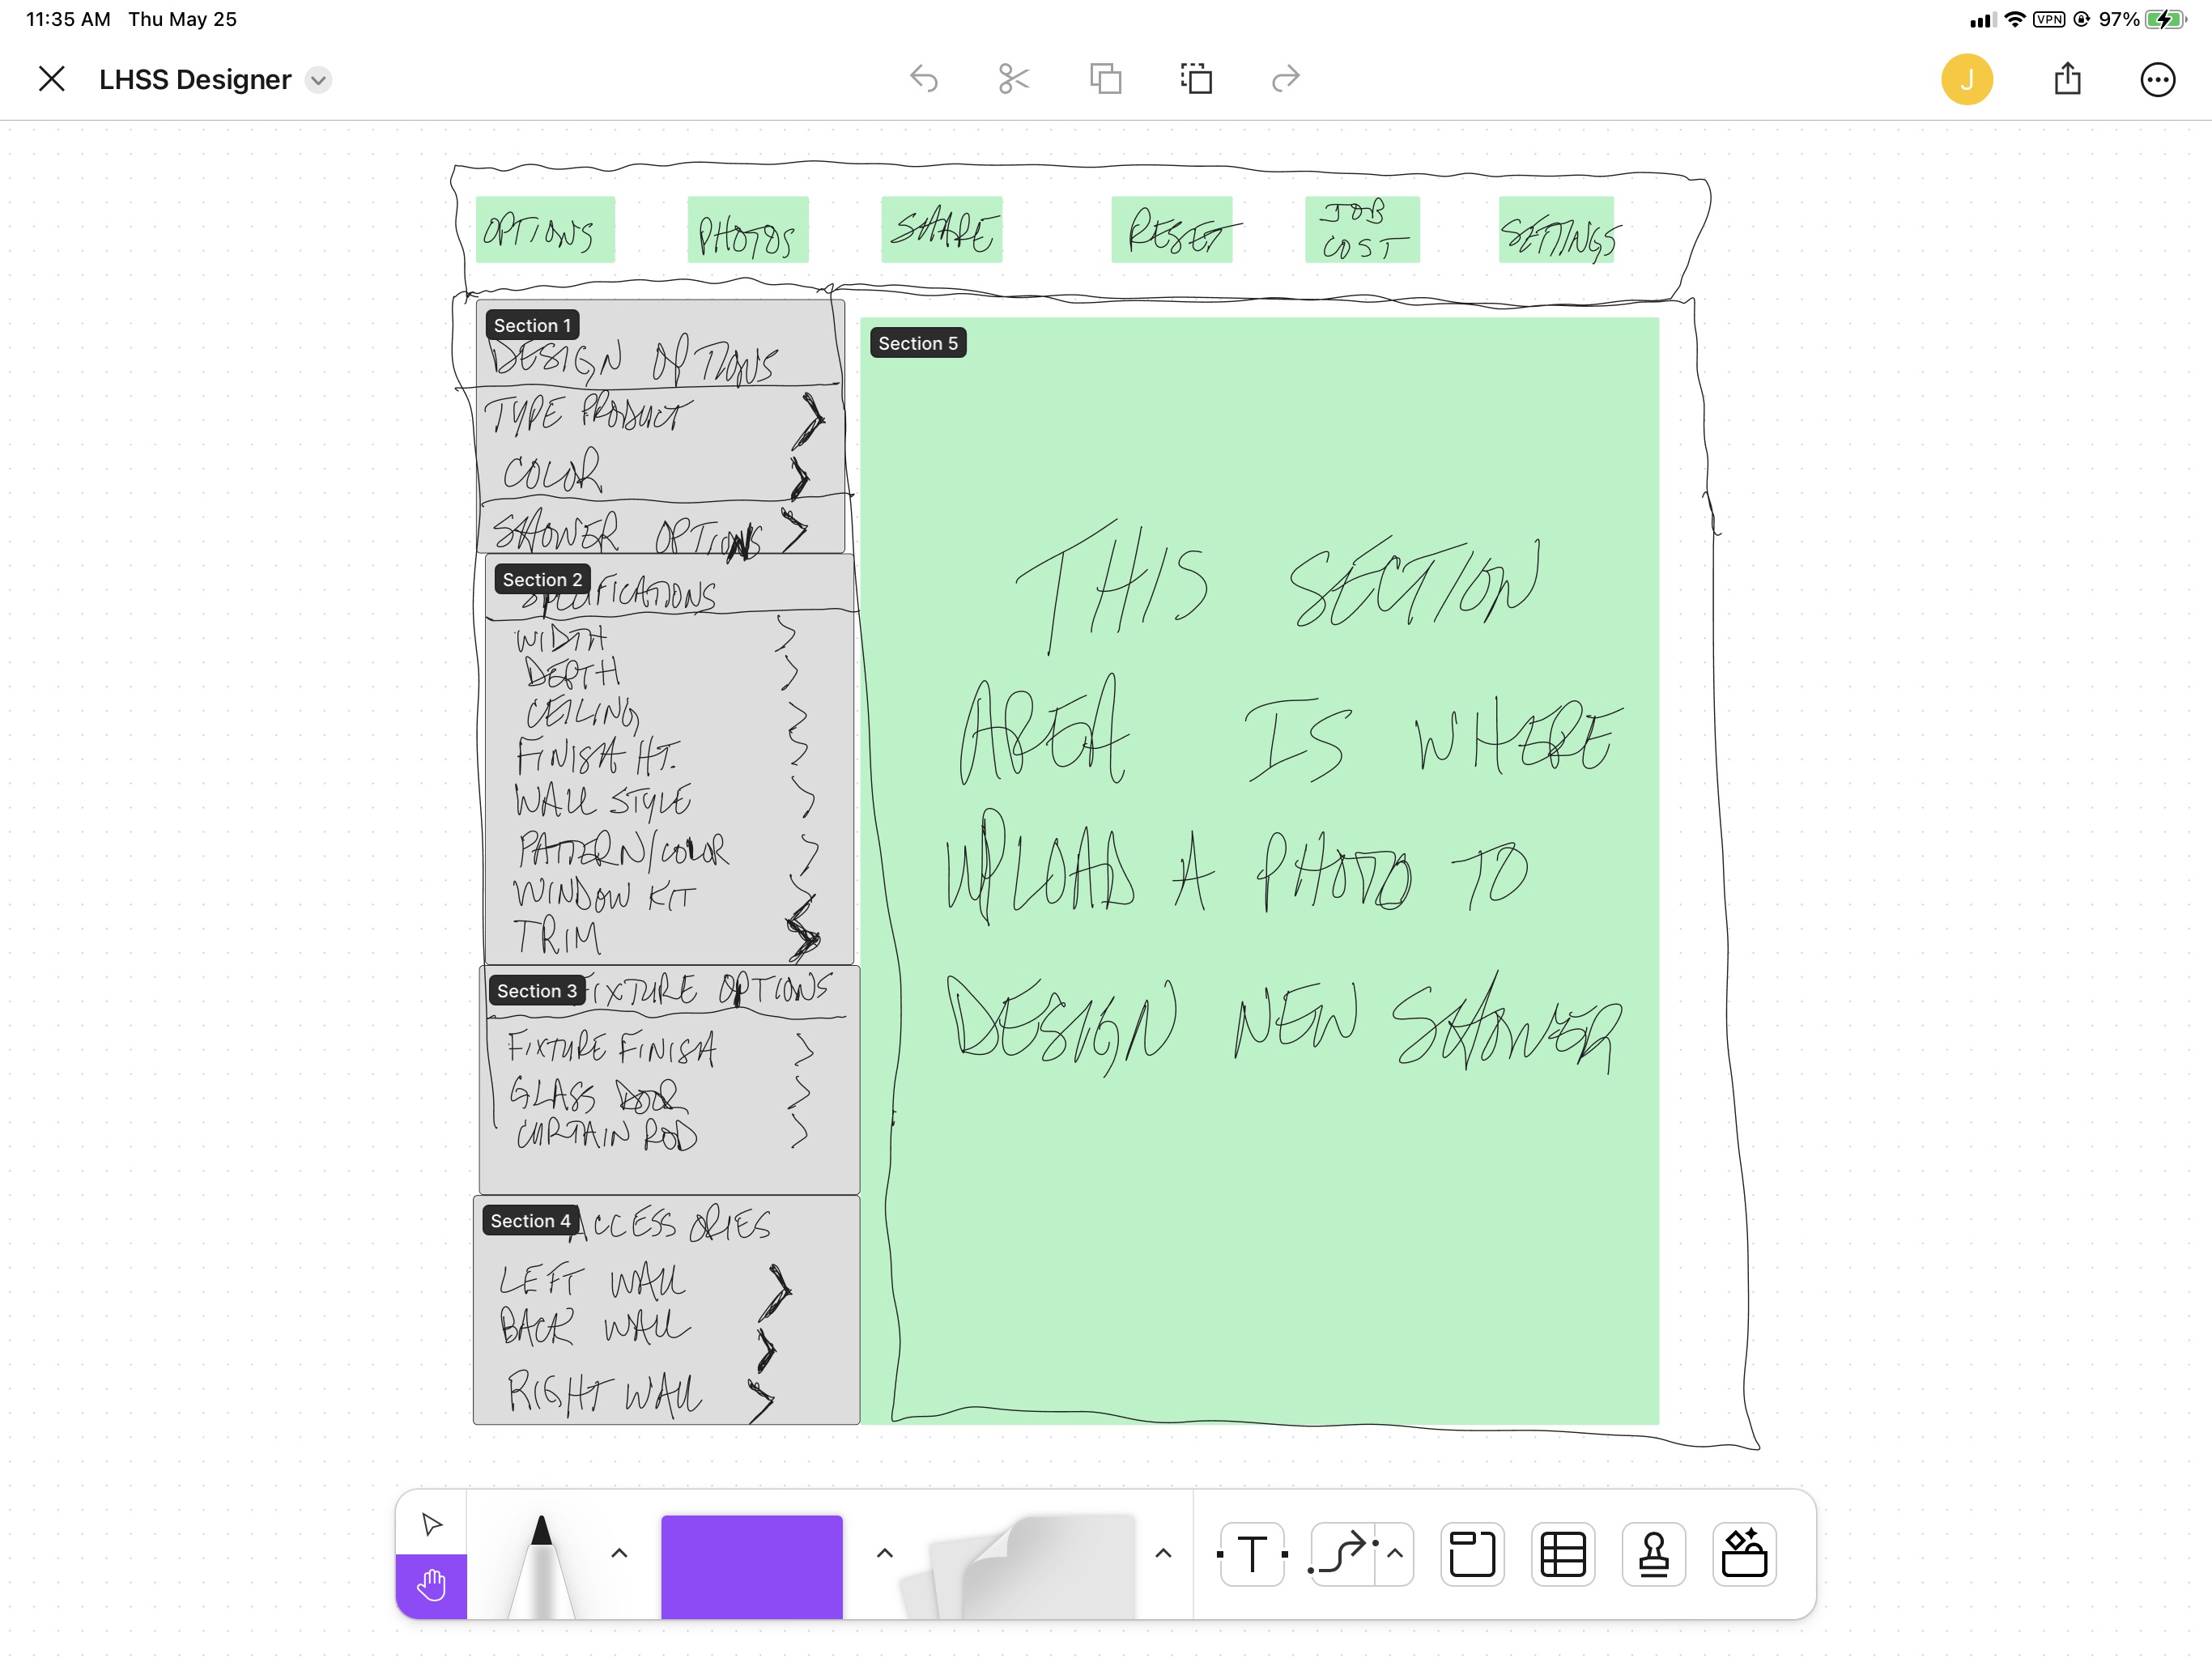 11:35 AM Thu May 25
VPN 97%
LHSS Designer
J
OPTIONS PHOTOS SHARE RESET JOB COST SETTINGS
Section 1
DESIGN OPTIONS
TYPE PRODUCT
COLOR
SHOWER OPTIONS
Section 2
SPECIFICATIONS
WIDTH
DEPTH
CEILING
FINISH HT.
WALL STYLE
PATTERN/COLOR
WINDOW KIT
TRIM
Section 3
FIXTURE OPTIONS
FIXTURE FINISH
GLASS DOOR
CURTAIN ROD
Section 4
ACCESSORIES
LEFT WALL
BACK WALL
RIGHT WALL
Section 5
THIS SECTION
AREA IS WHERE
UPLOAD A PHOTO TO
DESIGN NEW SHOWER
T